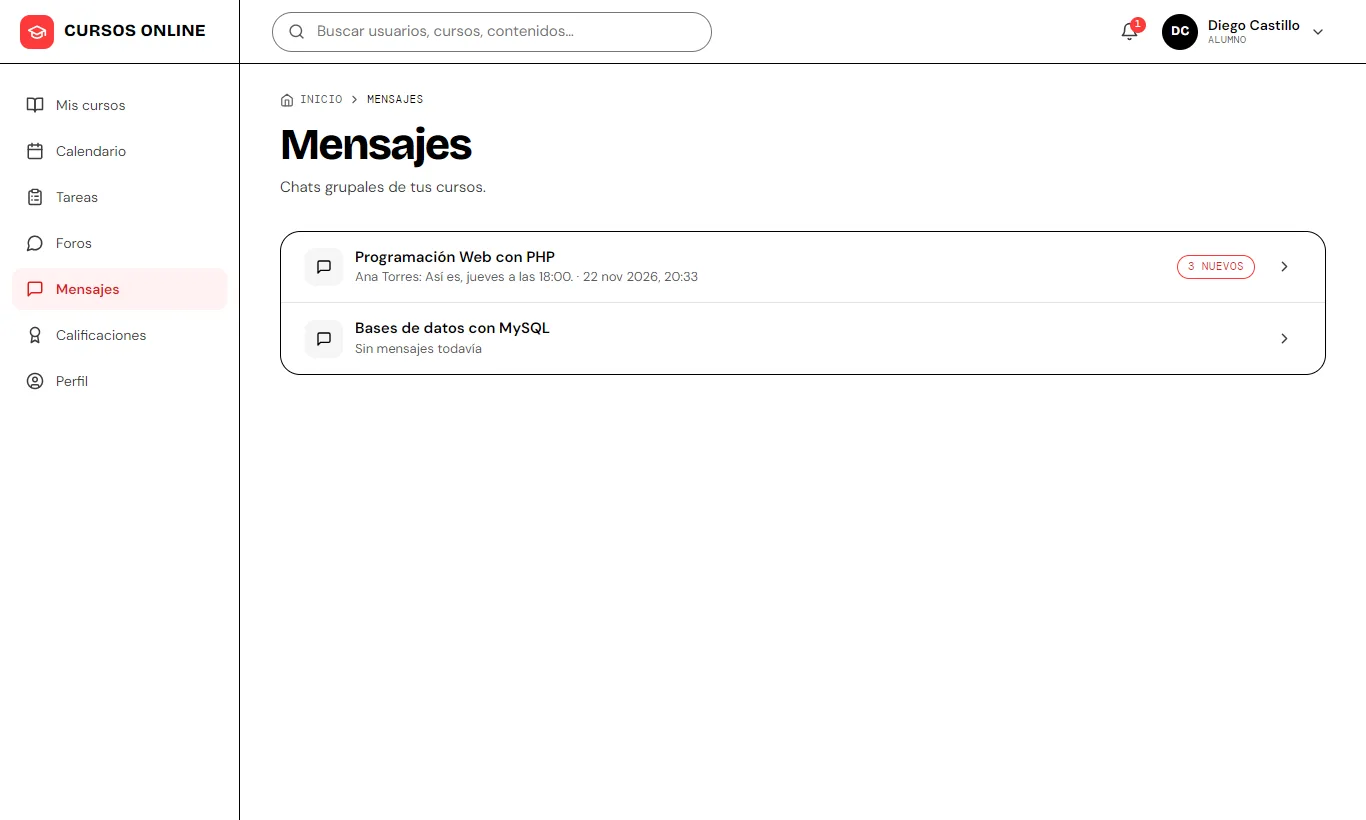 CURSOS ONLINE
Buscar usuarios, cursos, contenidos...
1
DC
Diego Castillo
ALUMNO
Mis cursos
Calendario
Tareas
Foros
Mensajes
Calificaciones
Perfil
INICIO > MENSAJES
Mensajes
Chats grupales de tus cursos.
Programación Web con PHP
Ana Torres: Así es, jueves a las 18:00. · 22 nov 2026, 20:33
3 NUEVOS
Bases de datos con MySQL
Sin mensajes todavía